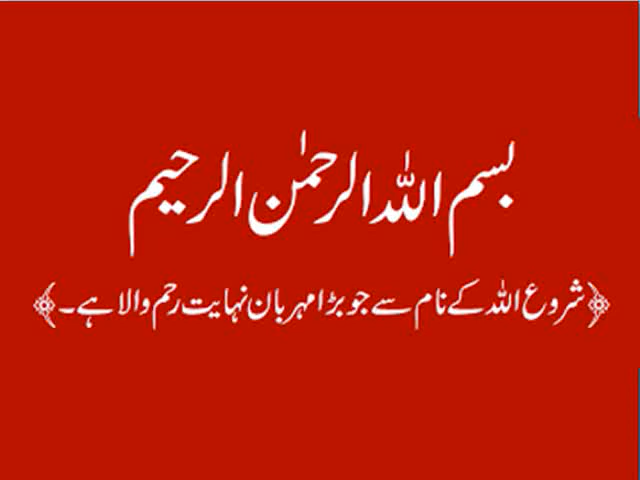 بسم اللہ الرحمٰن الرحیم
﴿شروع اللہ کے نام سے جو بڑا مہربان نہایت رحم والا ہے۔﴾